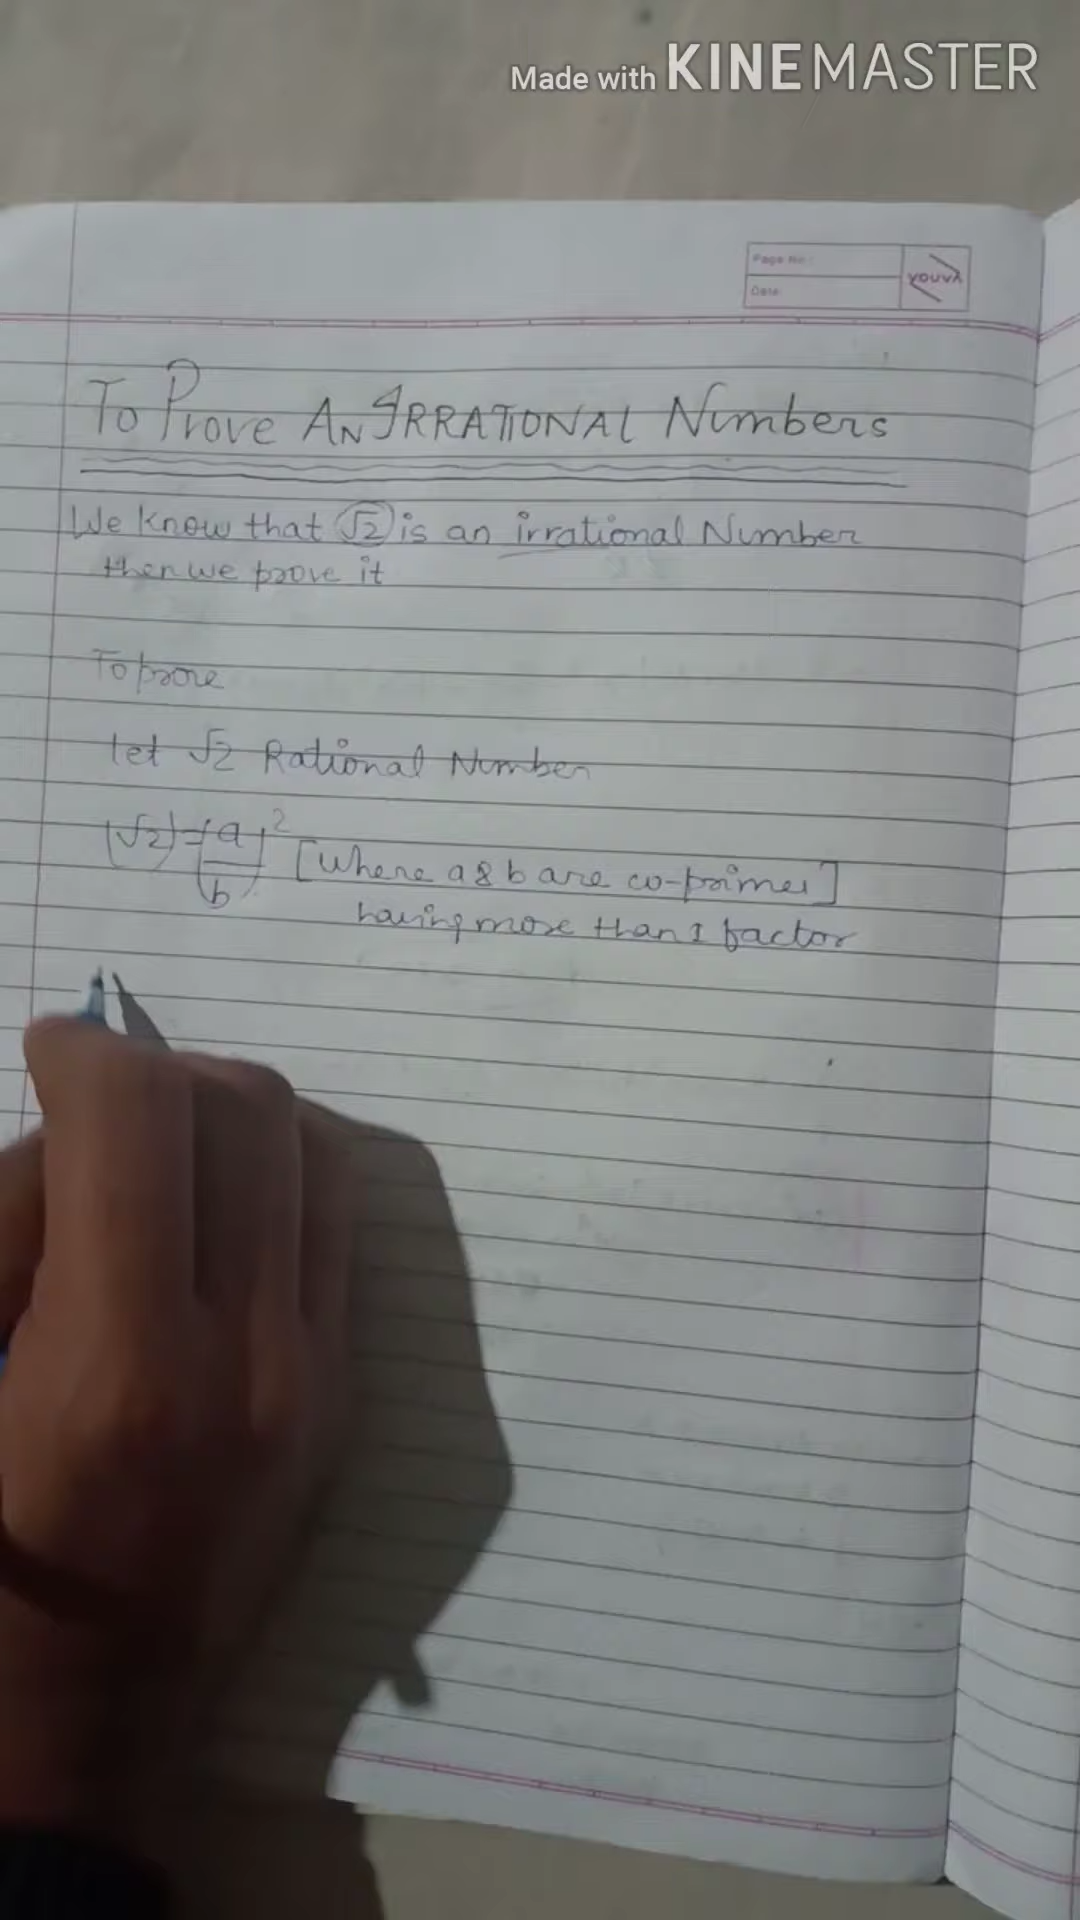 Made with KINEMASTER
Page No.:
Date:
YOUVA
To Prove AN IRRATIONAL Numbers
We know that √2 is an irrational Number
then we prove it
To prove
let √2 Rational Number
(√2)=(a/b)² [where a & b are co-primes]
having more than 1 factor